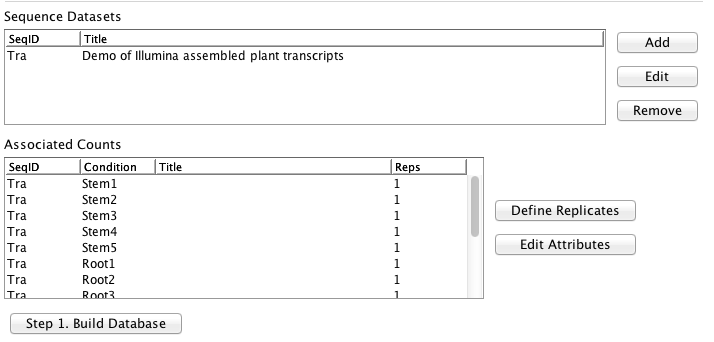 Sequence Datasets
SeqID Title
Tra Demo of Illumina assembled plant transcripts
Add
Edit
Remove
Associated Counts
SeqID Condition Title Reps
Tra Stem1 1
Tra Stem2 1
Tra Stem3 1
Tra Stem4 1
Tra Stem5 1
Tra Root1 1
Tra Root2 1
Tra Root3 1
Define Replicates
Edit Attributes
Step 1. Build Database